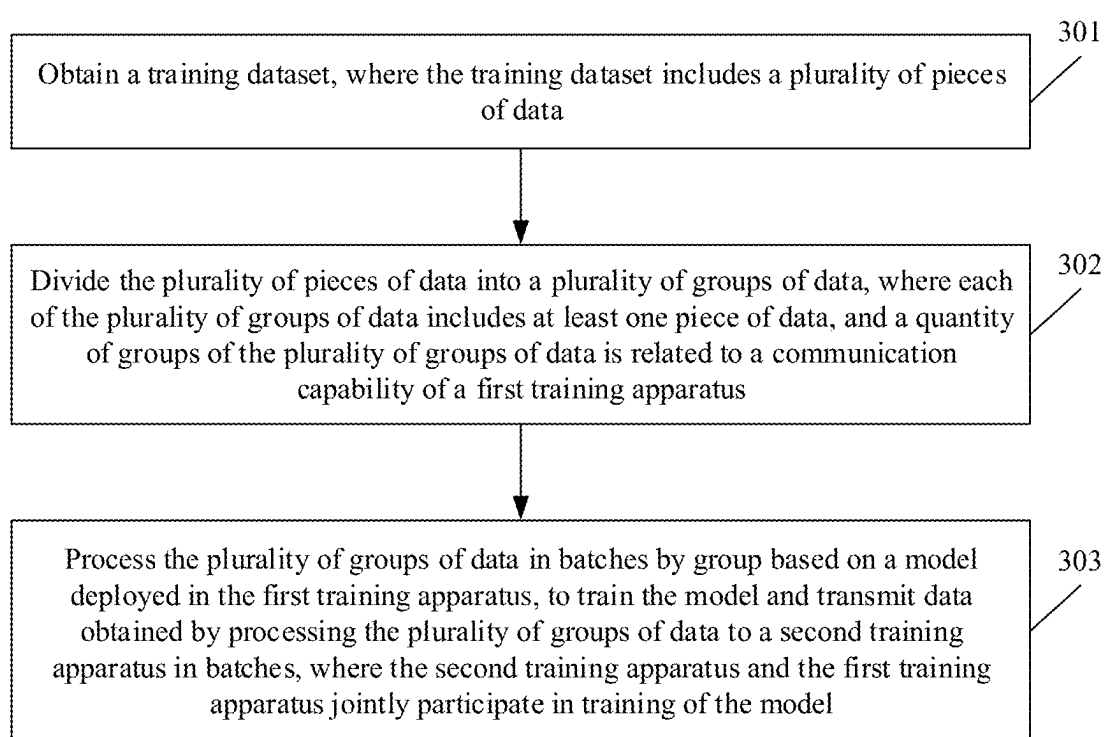 301
Obtain a training dataset, where the training dataset includes a plurality of pieces
of data
302
Divide the plurality of pieces of data into a plurality of groups of data, where each
of the plurality of groups of data includes at least one piece of data, and a quantity
of groups of the plurality of groups of data is related to a communication
capability of a first training apparatus
303
Process the plurality of groups of data in batches by group based on a model
deployed in the first training apparatus, to train the model and transmit data
obtained by processing the plurality of groups of data to a second training
apparatus in batches, where the second training apparatus and the first training
apparatus jointly participate in training of the model